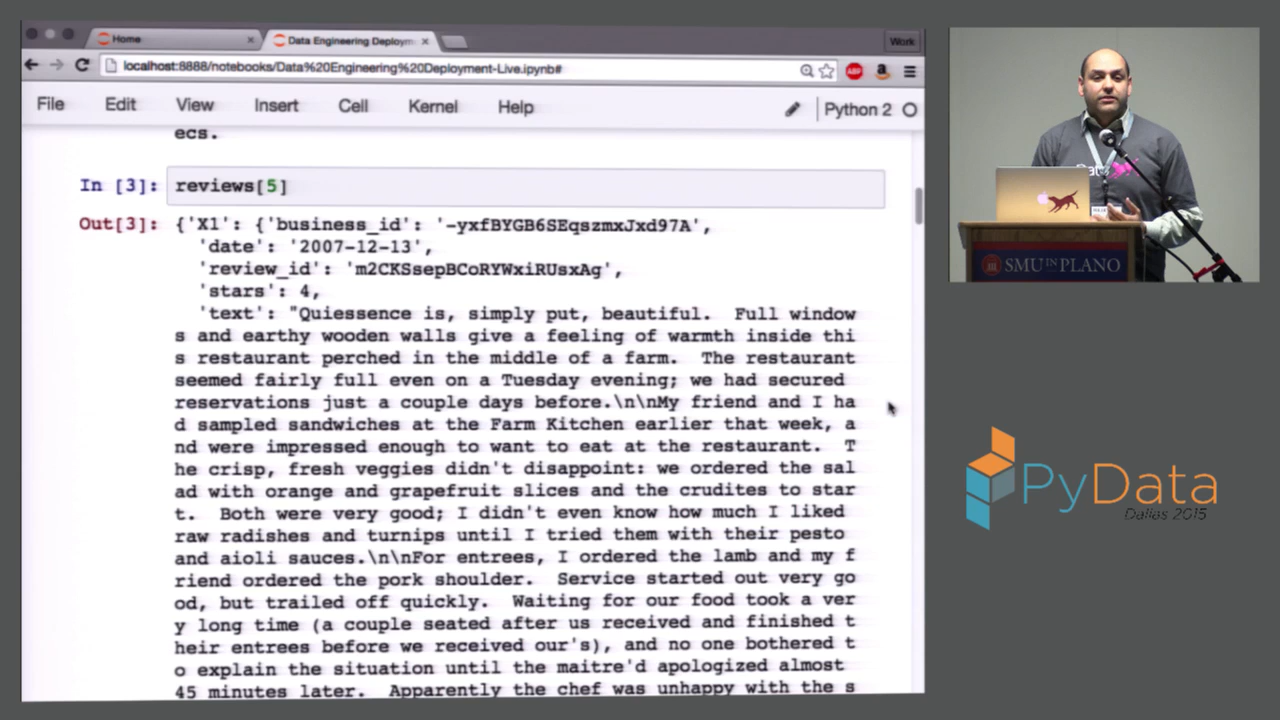 Home
Data Engineering Deploym
Work
localhost:8888/notebooks/Data%20Engineering%20Deployment-Live.ipynb#
ABP
a
File Edit View Insert Cell Kernel Help
Python 2
ecs.
In [3]: reviews[5]
Out[3]: {'X1': {'business_id': '-yxfBYGB6SEqszmxJxd97A',
'date': '2007-12-13',
'review_id': 'm2CKSsepBCoRYWxiRUsxAg',
'stars': 4,
'text': "Quiessence is, simply put, beautiful.  Full window
s and earthy wooden walls give a feeling of warmth inside thi
s restaurant perched in the middle of a farm.  The restaurant
seemed fairly full even on a Tuesday evening; we had secured
reservations just a couple days before.\n\nMy friend and I ha
d sampled sandwiches at the Farm Kitchen earlier that week, a
nd were impressed enough to want to eat at the restaurant.  T
he crisp, fresh veggies didn't disappoint: we ordered the sal
ad with orange and grapefruit slices and the crudites to star
t.  Both were very good; I didn't even know how much I liked
raw radishes and turnips until I tried them with their pesto
and aioli sauces.\n\nFor entrees, I ordered the lamb and my f
riend ordered the pork shoulder.  Service started out very go
od, but trailed off quickly.  Waiting for our food took a ver
y long time (a couple seated after us received and finished t
heir entrees before we received our's), and no one bothered t
o explain the situation until the maitre'd apologized almost
45 minutes later.  Apparently the chef was unhappy with the s
SMU IN PLANO
PyData
Dallas 2015